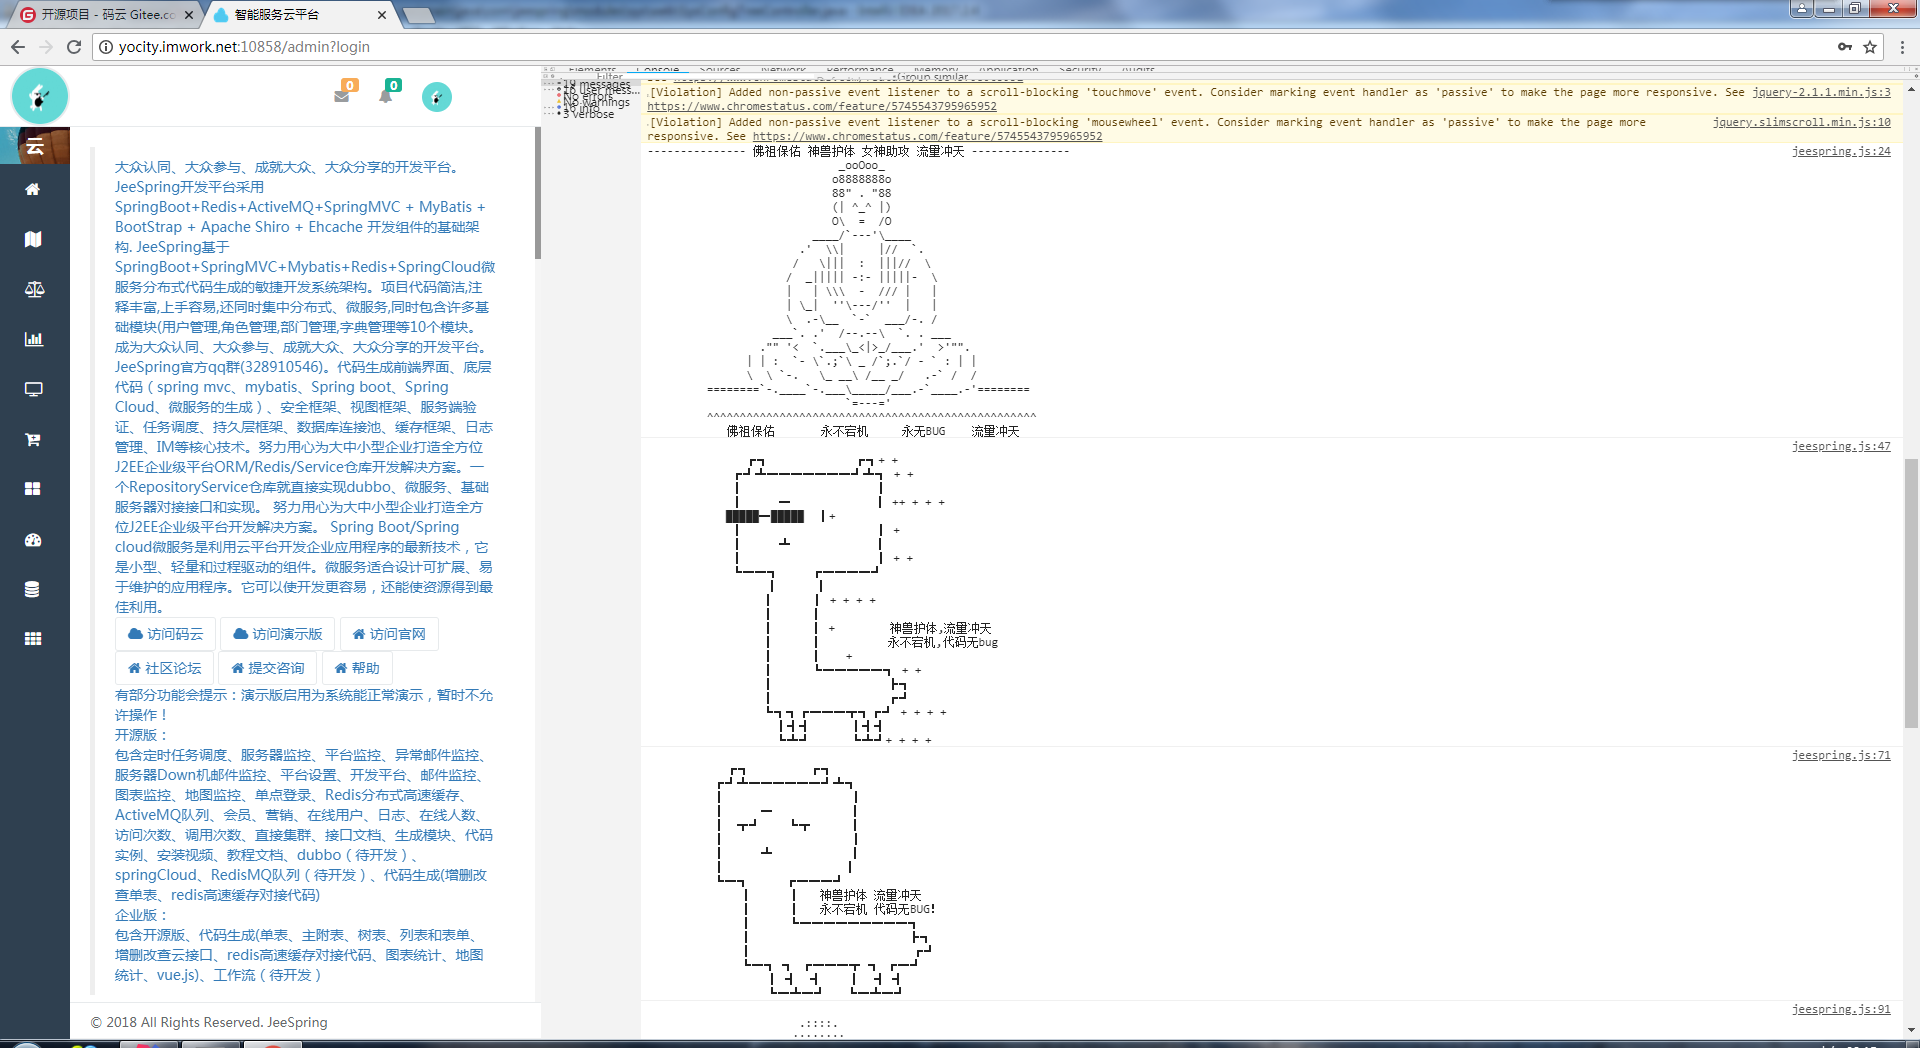 开源项目 - 码云 Gitee.co
智能服务云平台
yocity.imwork.net:10858/admin?login
0
0
云
大众认同、大众参与、成就大众、大众分享的开发平台。
JeeSpring开发平台采用
SpringBoot+Redis+ActiveMQ+SpringMVC + MyBatis +
BootStrap + Apache Shiro + Ehcache 开发组件的基础架
构. JeeSpring基于
SpringBoot+SpringMVC+Mybatis+Redis+SpringCloud微
服务分布式代码生成的敏捷开发系统架构。项目代码简洁,注
释丰富,上手容易,还同时集中分布式、微服务,同时包含许多基
础模块(用户管理,角色管理,部门管理,字典管理等10个模块。
成为大众认同、大众参与、成就大众、大众分享的开发平台。
JeeSpring官方qq群(328910546)。代码生成前端界面、底层
代码（spring mvc、mybatis、Spring boot、Spring
Cloud、微服务的生成）、安全框架、视图框架、服务端验
证、任务调度、持久层框架、数据库连接池、缓存框架、日志
管理、IM等核心技术。努力用心为大中小型企业打造全方位
J2EE企业级平台ORM/Redis/Service仓库开发解决方案。一
个RepositoryService仓库就直接实现dubbo、微服务、基础
服务器对接接口和实现。 努力用心为大中小型企业打造全方
位J2EE企业级平台开发解决方案。 Spring Boot/Spring
cloud微服务是利用云平台开发企业应用程序的最新技术，它
是小型、轻量和过程驱动的组件。微服务适合设计可扩展、易
于维护的应用程序。它可以使开发更容易，还能使资源得到最
佳利用。
访问码云 访问演示版 访问官网
社区论坛 提交咨询 帮助
有部分功能会提示：演示版启用为系统能正常演示，暂时不允
许操作！
开源版：
包含定时任务调度、服务器监控、平台监控、异常邮件监控、
服务器Down机邮件监控、平台设置、开发平台、邮件监控、
图表监控、地图监控、单点登录、Redis分布式高速缓存、
ActiveMQ队列、会员、营销、在线用户、日志、在线人数、
访问次数、调用次数、直接集群、接口文档、生成模块、代码
实例、安装视频、教程文档、dubbo（待开发）、
springCloud、RedisMQ队列（待开发）、代码生成(增删改
查单表、redis高速缓存对接代码)
企业版：
包含开源版、代码生成(单表、主附表、树表、列表和表单、
增删改查云接口、redis高速缓存对接代码、图表统计、地图
统计、vue.js)、工作流（待开发）
© 2018 All Rights Reserved. JeeSpring
Elements Console Sources Network Performance Memory Application Security Audits
Filter
Group similar
19 messages
16 user mess...
No errors
No warnings
16 info
3 verbose
[Violation] Added non-passive event listener to a scroll-blocking 'touchmove' event. Consider marking event handler as 'passive' to make the page more responsive. See jquery-2.1.1.min.js:3
https://www.chromestatus.com/feature/5745543795965952
[Violation] Added non-passive event listener to a scroll-blocking 'mousewheel' event. Consider marking event handler as 'passive' to make the page more jquery.slimscroll.min.js:10
responsive. See https://www.chromestatus.com/feature/5745543795965952
--------------- 佛祖保佑 神兽护体 女神助攻 流量冲天 --------------- jeespring.js:24
佛祖保佑 永不宕机 永无BUG 流量冲天
jeespring.js:47
神兽护体,流量冲天
永不宕机,代码无bug
jeespring.js:71
神兽护体 流量冲天
永不宕机 代码无BUG!
jeespring.js:91